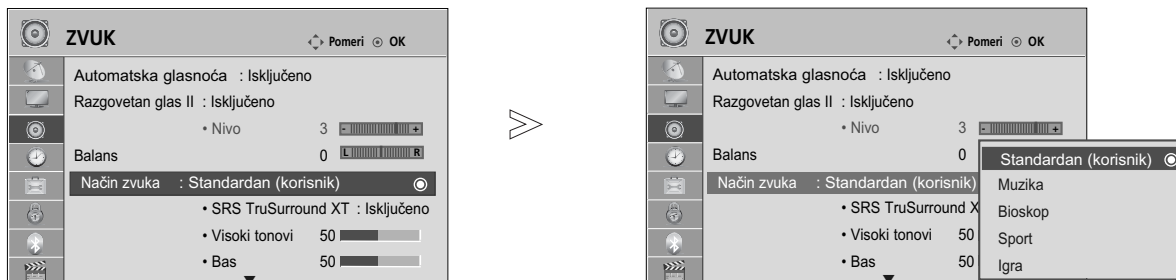 ZVUK
Pomeri OK
Automatska glasnoća : Isključeno
Razgovetan glas II : Isključeno
• Nivo 3 - +
Balans 0 L R
Način zvuka : Standardan (korisnik)
• SRS TruSurround XT : Isključeno
• Visoki tonovi 50
• Bas 50
>
ZVUK
Pomeri OK
Automatska glasnoća : Isključeno
Razgovetan glas II : Isključeno
• Nivo 3 - +
Balans 0
Način zvuka : Standardan (korisnik)
• SRS TruSurround X
• Visoki tonovi 50
• Bas 50
Standardan (korisnik)
Muzika
Bioskop
Sport
Igra